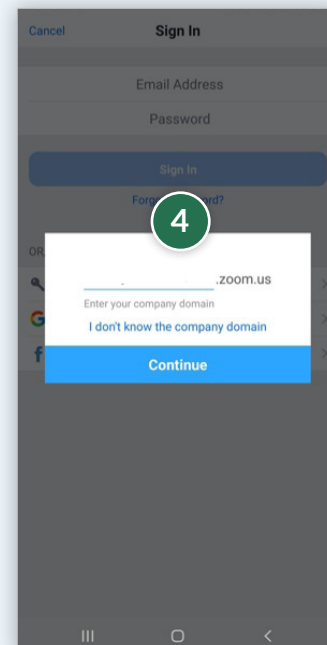 Cancel Sign In
Email Address
Password
Sign In
4
OR
.zoom.us
Enter your company domain
I don't know the company domain
Continue